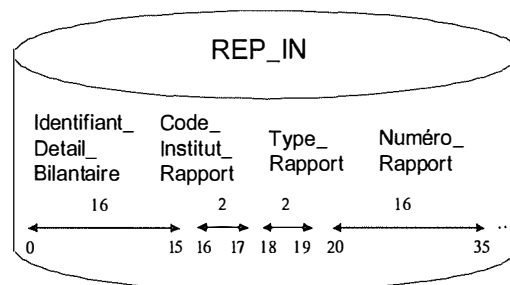 REP_IN
Identifiant_ Code_ Type_ Numéro_
Detail_ Institut_ Rapport Rapport
Bilantaire Rapport
16 2 2 16
0 15 16 17 18 19 20 35 ..